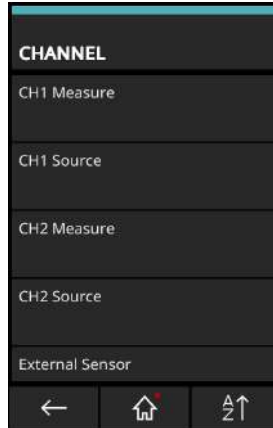 CHANNEL
CH1 Measure
CH1 Source
CH2 Measure
CH2 Source
External Sensor
A
Z